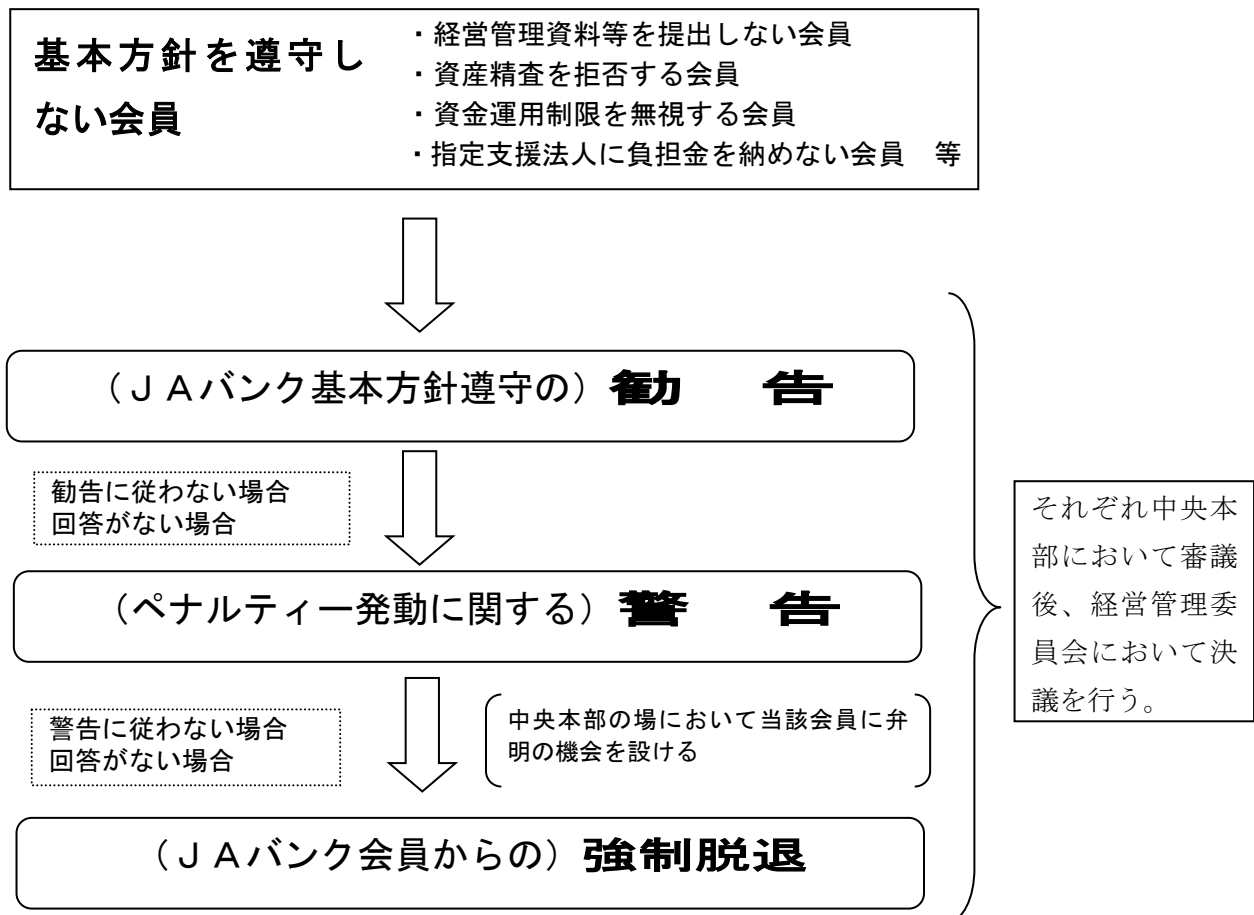 基本方針を遵守し
ない会員
・経営管理資料等を提出しない会員
・資産精査を拒否する会員
・資金運用制限を無視する会員
・指定支援法人に負担金を納めない会員　等
（ＪＡバンク基本方針遵守の）勧　告
勧告に従わない場合
回答がない場合
（ペナルティー発動に関する）警　告
警告に従わない場合
回答がない場合
中央本部の場において当該会員に弁
明の機会を設ける
（ＪＡバンク会員からの）強制脱退
それぞれ中央本
部において審議
後、経営管理委
員会において決
議を行う。